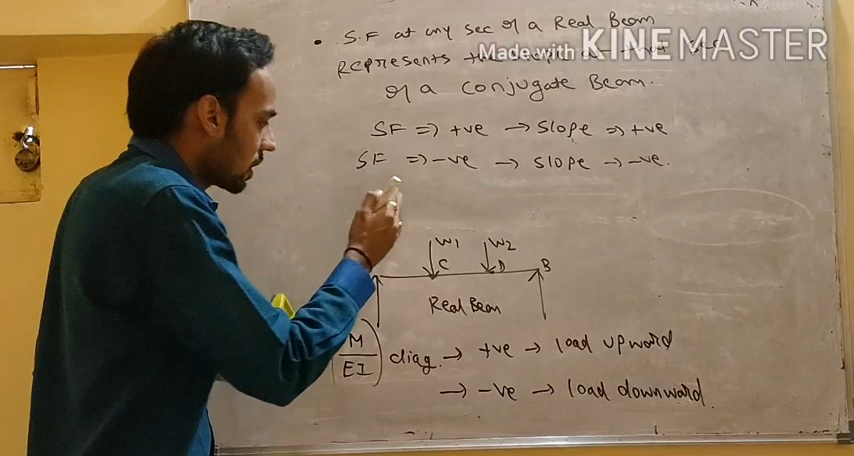 • S.F at any sec of a Real Beam
Made with KINEMASTER
Represents the
of a conjugate Beam.
SF => +ve → slope => +ve
SF => -ve → slope → -ve.
W1 W2
C D B
Real Beam
(M/EI) diag. → +ve → load upward
→ -ve → load downward.